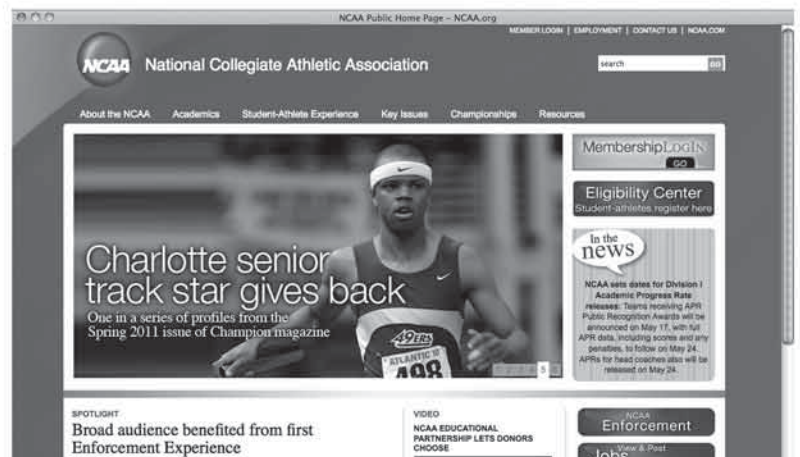 NCAA Public Home Page – NCAA.org
MEMBER LOGIN | EMPLOYMENT | CONTACT US | NCAA.COM
NCAA
National Collegiate Athletic Association
search
GO
About the NCAA Academics Student-Athlete Experience Key Issues Championships Resources
Charlotte senior
track star gives back
One in a series of profiles from the
Spring 2011 issue of Champion magazine
49ERS
ATLANTIC 10
498
5
MembershipLOGIN
GO
Eligibility Center
Student-athletes register here
In the
news
NCAA sets dates for Division I
Academic Progress Rate
releases: Teams receiving APR
Public Recognition Awards will be
announced on May 17, with full
APR data, including scores and any
penalties, to follow on May 24.
APRs for head coaches also will be
released on May 24.
SPOTLIGHT
Broad audience benefited from first
Enforcement Experience
VIDEO
NCAA EDUCATIONAL
PARTNERSHIP LETS DONORS
CHOOSE
NCAA
Enforcement
View & Post
Jobs